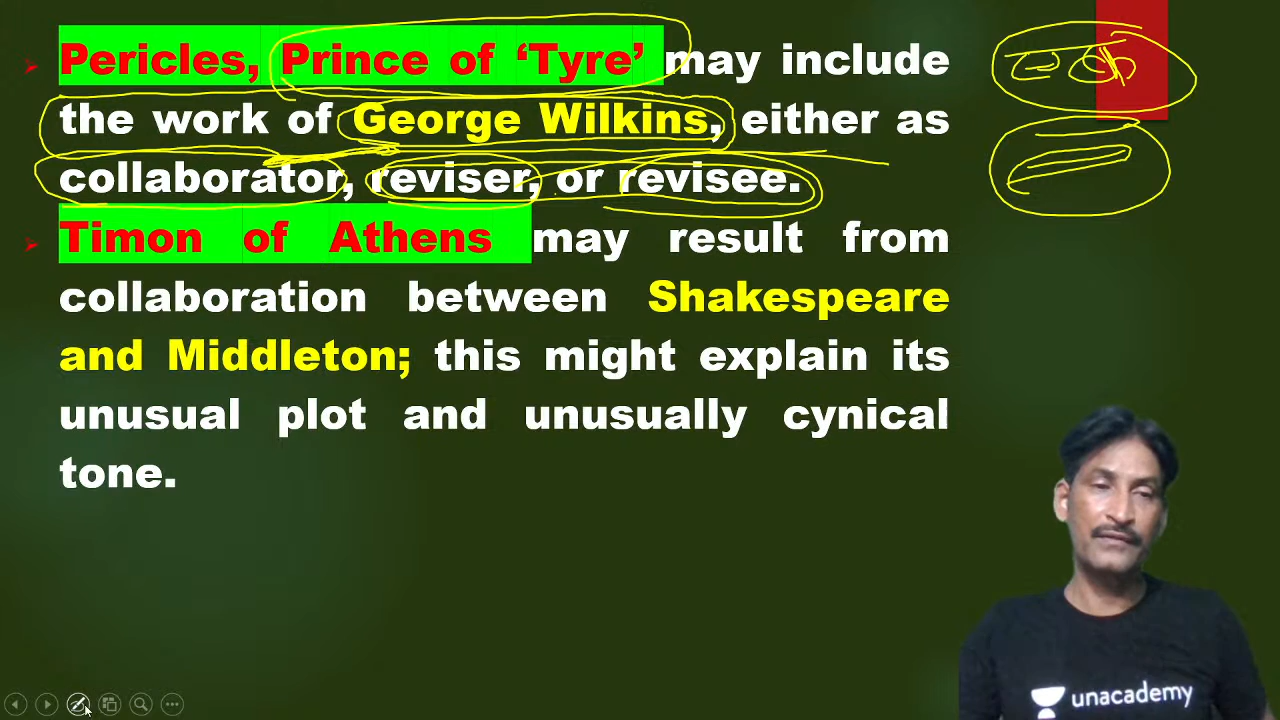 Pericles, Prince of ‘Tyre’ may include
the work of George Wilkins, either as
collaborator, reviser, or revisee.
Timon of Athens may result from
collaboration between Shakespeare
and Middleton; this might explain its
unusual plot and unusually cynical
tone.
unacademy